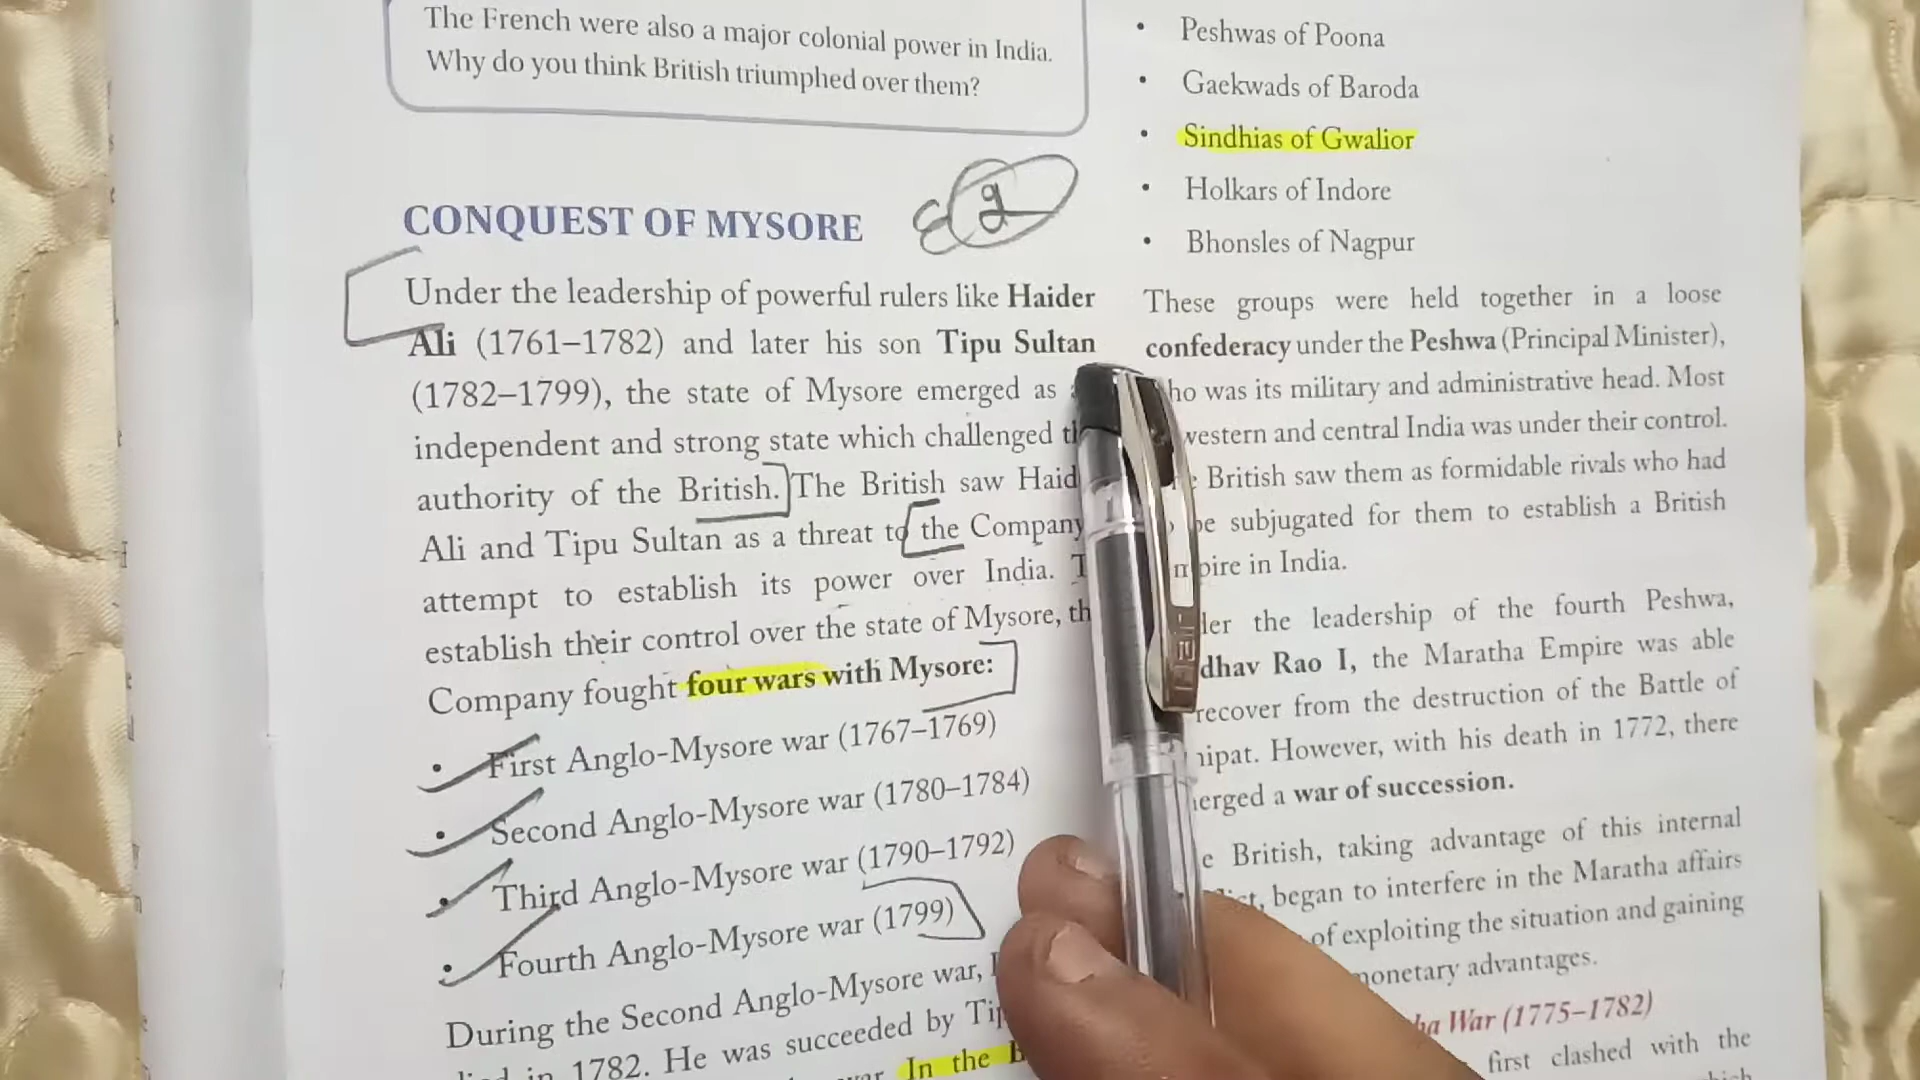 The French were also a major colonial power in India.
Why do you think British triumphed over them?
CONQUEST OF MYSORE
g
Under the leadership of powerful rulers like Haider
Ali (1761–1782) and later his son Tipu Sultan
(1782–1799), the state of Mysore emerged as
independent and strong state which challenged
authority of the British. The British saw Haid
Ali and Tipu Sultan as a threat to the Company
attempt to establish its power over India. T
establish their control over the state of Mysore, th
Company fought four wars with Mysore:
• First Anglo-Mysore war (1767–1769)
• Second Anglo-Mysore war (1780–1784)
• Third Anglo-Mysore war (1790–1792)
• Fourth Anglo-Mysore war (1799)
During the Second Anglo-Mysore war,
in 1782. He was succeeded by Tip
In the B
• Peshwas of Poona
• Gaekwads of Baroda
• Sindhias of Gwalior
• Holkars of Indore
• Bhonsles of Nagpur
These groups were held together in a loose
confederacy under the Peshwa (Principal Minister),
ho was its military and administrative head. Most
western and central India was under their control.
British saw them as formidable rivals who had
be subjugated for them to establish a British
pire in India.
der the leadership of the fourth Peshwa,
dhav Rao I, the Maratha Empire was able
recover from the destruction of the Battle of
nipat. However, with his death in 1772, there
erged a war of succession.
e British, taking advantage of this internal
began to interfere in the Maratha affairs
of exploiting the situation and gaining
monetary advantages.
ha War (1775–1782)
first clashed with the
hich